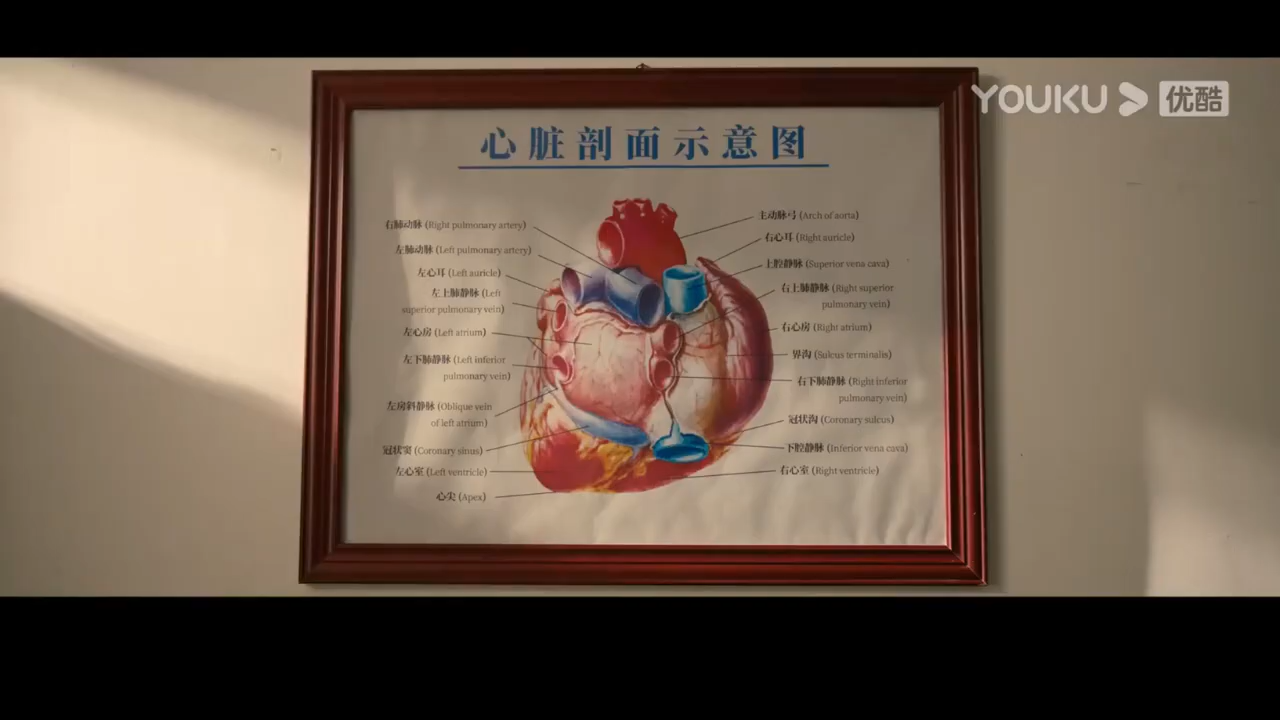 YOUKU 优酷
心脏剖面示意图
右肺动脉 (Right pulmonary artery)
左肺动脉 (Left pulmonary artery)
左心耳 (Left auricle)
左上肺静脉 (Left
superior pulmonary vein)
左心房 (Left atrium)
左下肺静脉 (Left inferior
pulmonary vein)
左房斜静脉 (Oblique vein
of left atrium)
冠状窦 (Coronary sinus)
左心室 (Left ventricle)
心尖 (Apex)
主动脉弓 (Arch of aorta)
右心耳 (Right auricle)
上腔静脉 (Superior vena cava)
右上肺静脉 (Right superior
pulmonary vein)
右心房 (Right atrium)
界沟 (Sulcus terminalis)
右下肺静脉 (Right inferior
pulmonary vein)
冠状沟 (Coronary sulcus)
下腔静脉 (Inferior vena cava)
右心室 (Right ventricle)